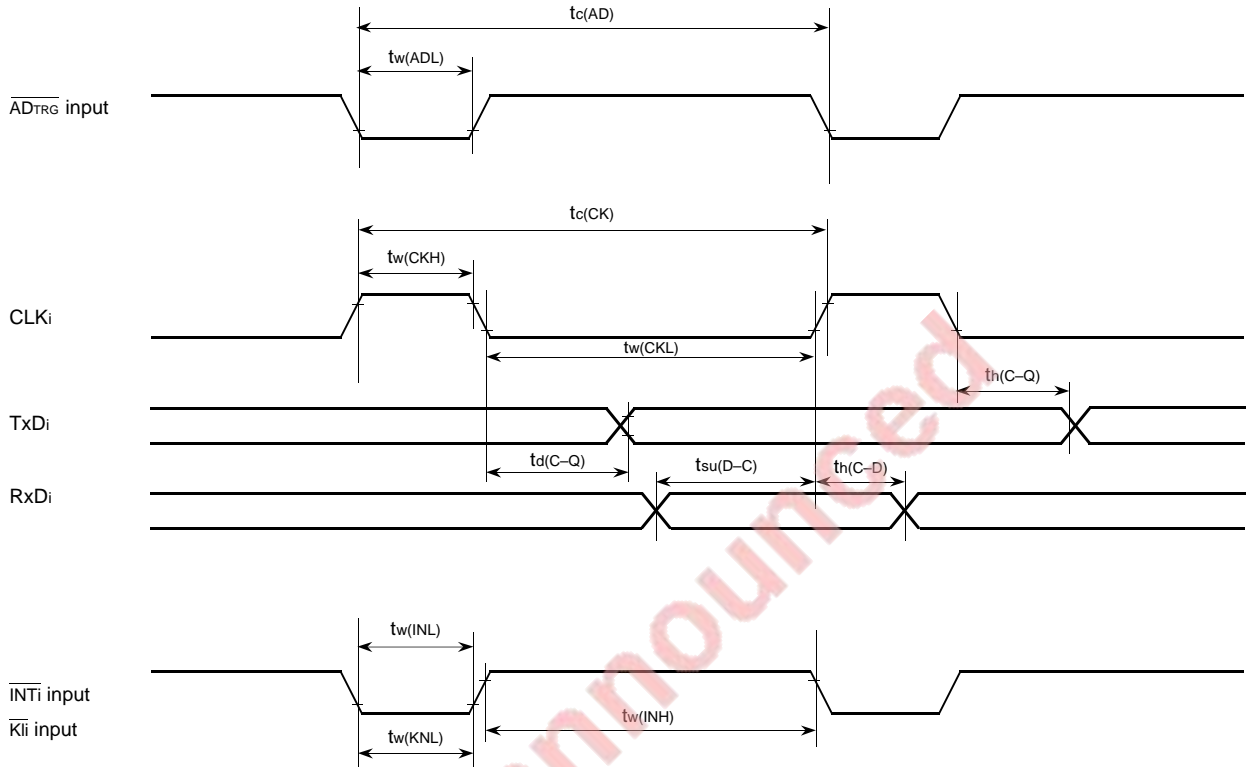 tc(AD)
tw(ADL)
ADTRG input
tc(CK)
tw(CKH)
CLKi
tw(CKL)
th(C–Q)
TxDi
td(C–Q)
tsu(D–C)
th(C–D)
RxDi
tw(INL)
INTi input
tw(INH)
KIi input
tw(KNL)
nnounced